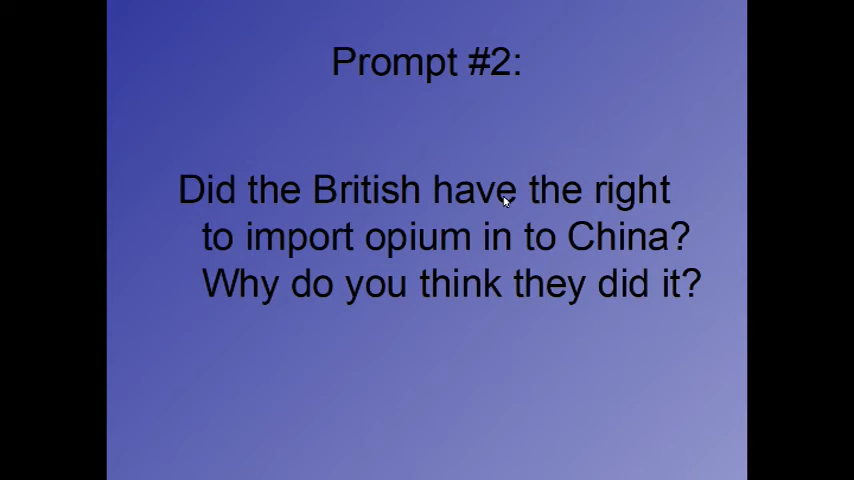 Prompt #2:
Did the British have the right
to import opium in to China?
Why do you think they did it?